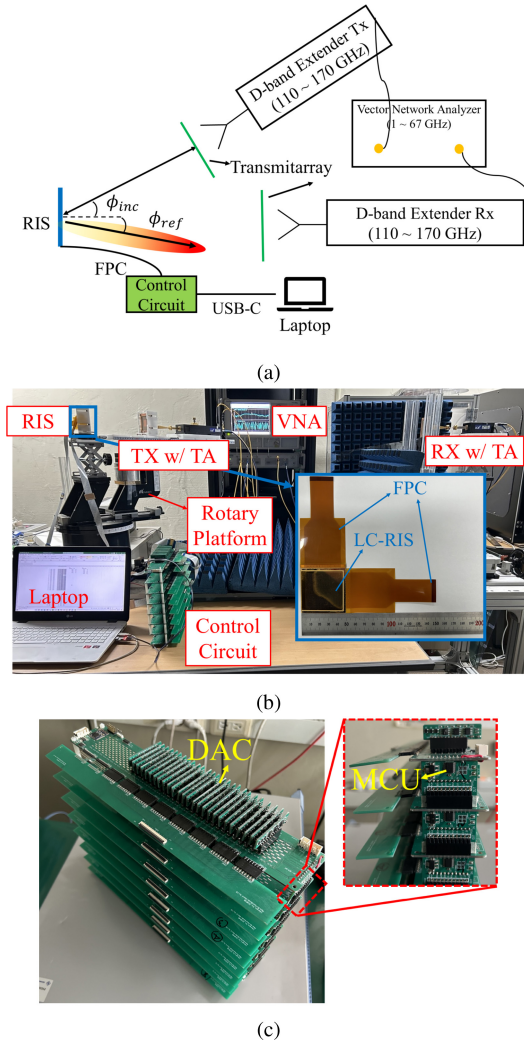 D-band Extender Tx
(110 ~ 170 GHz)
Vector Network Analyzer
(1 ~ 67 GHz)
Transmitarray
ϕinc
RIS
ϕref
D-band Extender Rx
(110 ~ 170 GHz)
FPC
Control
Circuit
USB-C
Laptop
(a)
RIS
VNA
TX w/ TA
RX w/ TA
Rotary
Platform
FPC
LC-RIS
Laptop
Control
Circuit
(b)
DAC
MCU
(c)